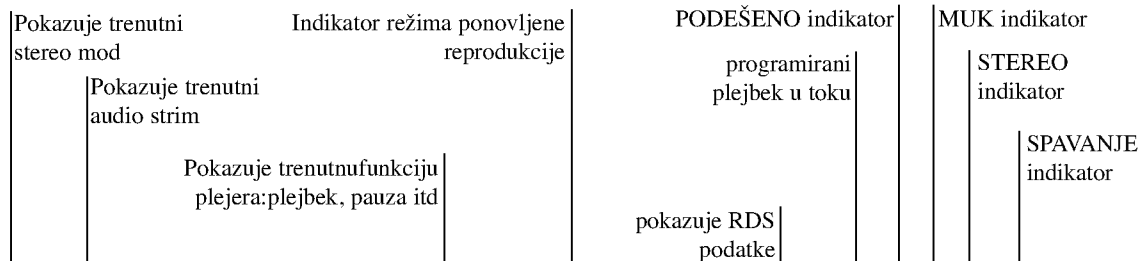 Pokazuje trenutni
stereo mod
Pokazuje trenutni
audio strim
Indikator režima ponovljene
reprodukcije
Pokazuje trenutnufunkciju
plejera:plejbek, pauza itd
PODEŠENO indikator
programirani
plejbek u toku
pokazuje RDS
podatke
MUK indikator
STEREO
indikator
SPAVANJE
indikator